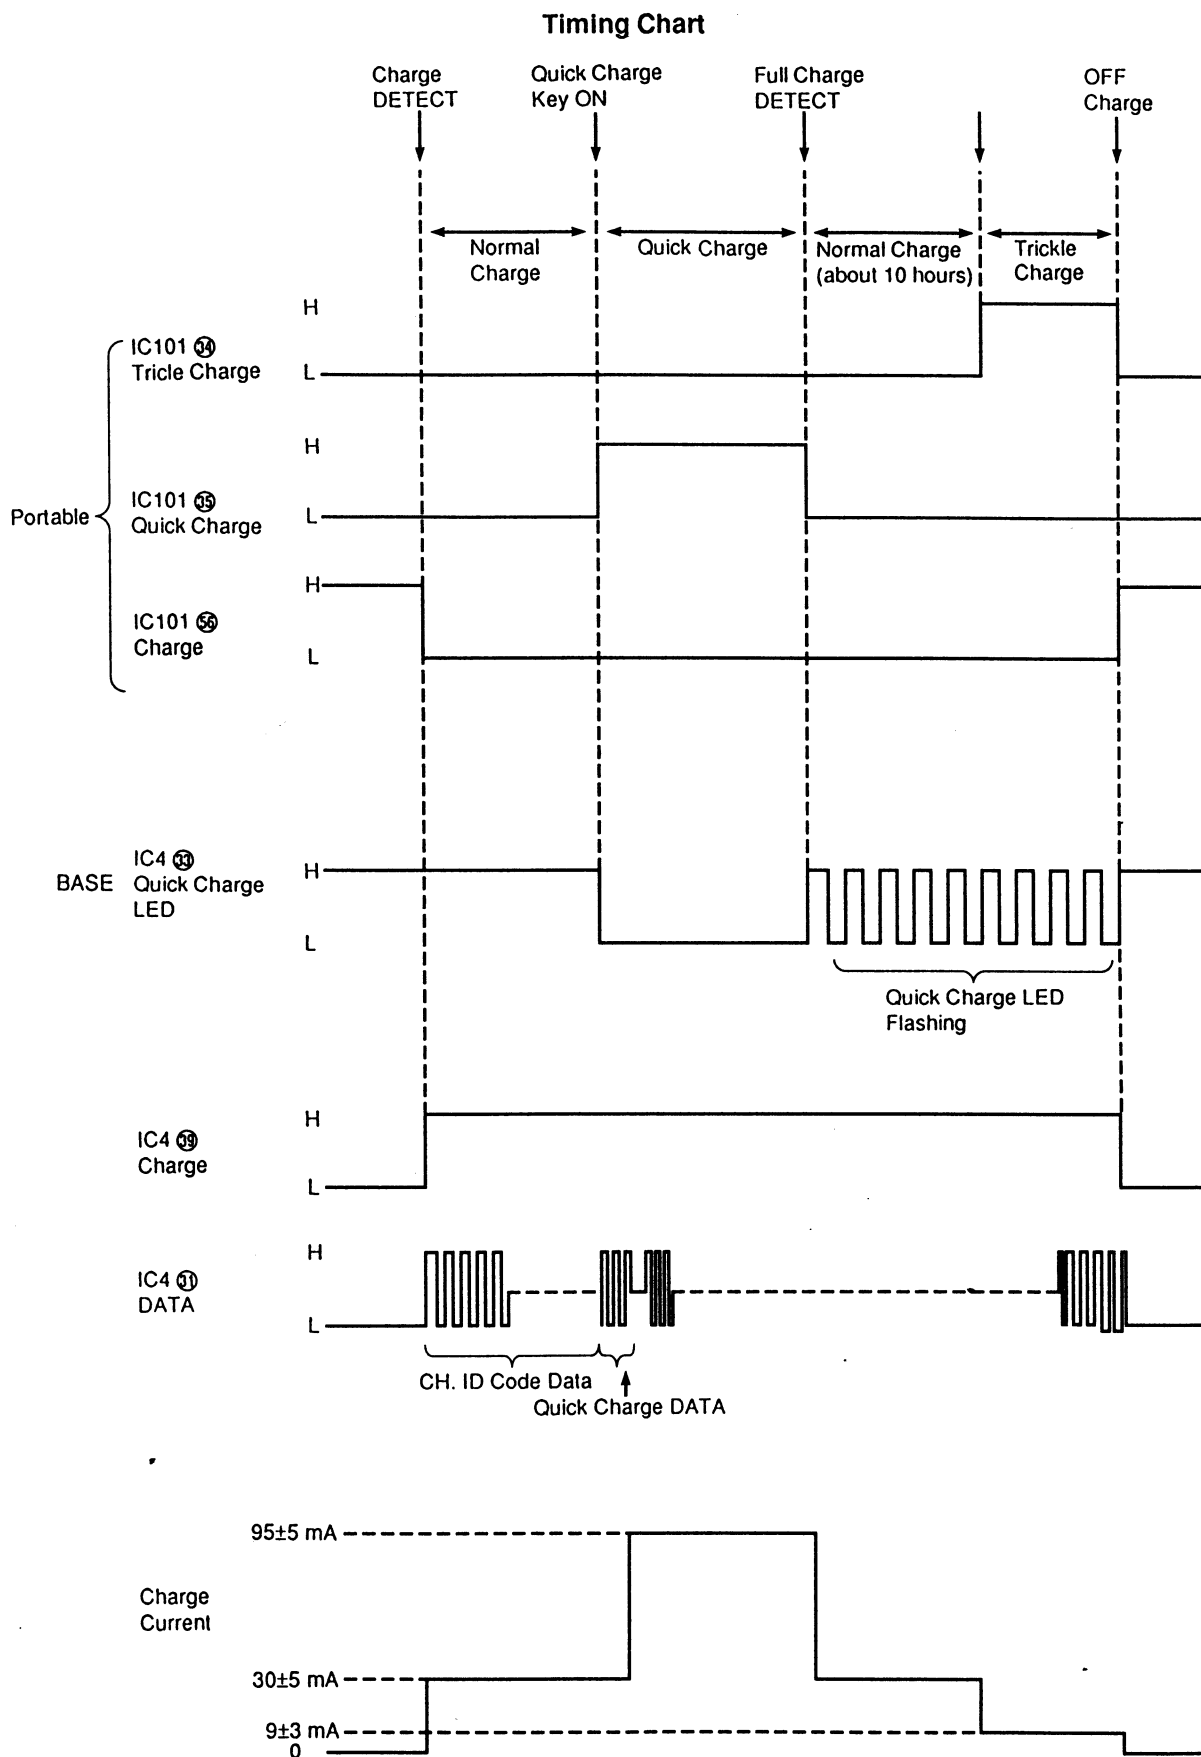 Timing Chart
Charge
DETECT
Quick Charge
Key ON
Full Charge
DETECT
OFF
Charge
Normal
Charge
Quick Charge
Normal Charge
(about 10 hours)
Trickle
Charge
Portable
IC101 34
Tricle Charge
H
L
IC101 35
Quick Charge
H
L
IC101 56
Charge
H
L
BASE
IC4 33
Quick Charge
LED
H
L
Quick Charge LED
Flashing
IC4 39
Charge
H
L
IC4 31
DATA
H
L
CH. ID Code Data
Quick Charge DATA
Charge
Current
95±5 mA
30±5 mA
9±3 mA
0